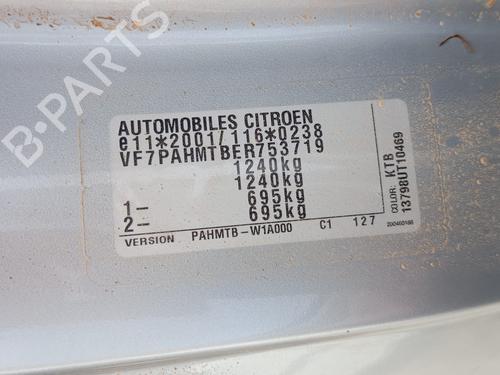 AUTOMOBILES CITROEN
e11*2001/116*0238
VF7PAHMTBER753719
1240kg
1240kg
1- 695kg
2- 695kg
VERSION PAHMTB-W1A000 C1 127
COLOR: KTB
13798UT10469
B-PARTS